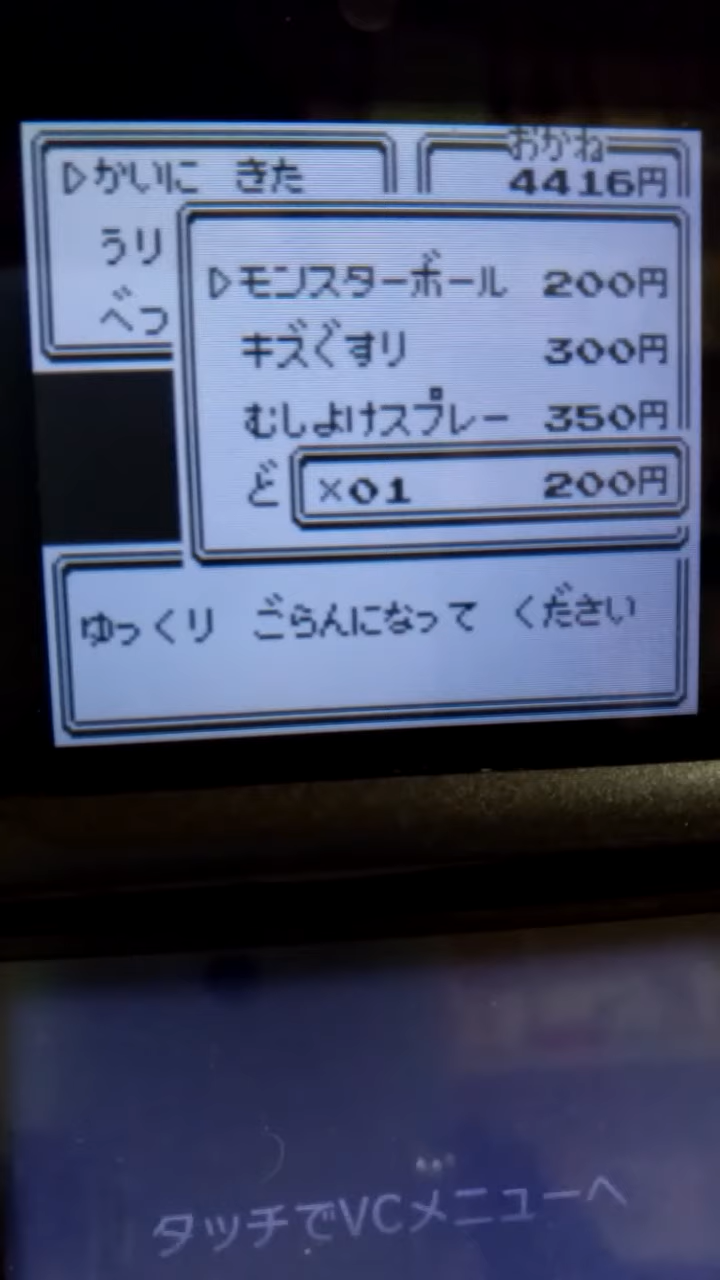 ▷かいに きた
おかね
4416円
うり
べつ
▷モンスターボール 200円
キズぐすり 300円
むしよけスプレー 350円
ど
×01 200円
ゆっくり ごらんになって ください
タッチでVCメニューへ